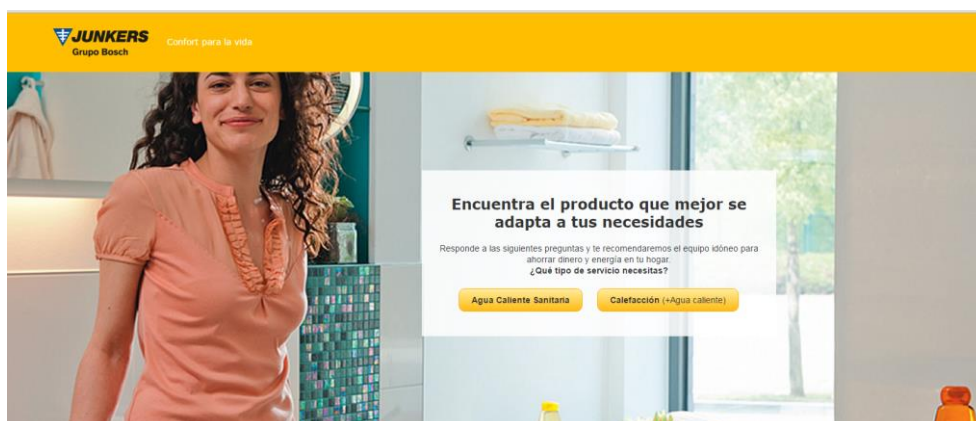 JUNKERS
Grupo Bosch
Confort para la vida
Encuentra el producto que mejor se
adapta a tus necesidades
Responde a las siguientes preguntas y te recomendaremos el equipo idóneo para
ahorrar dinero y energía en tu hogar.
¿Qué tipo de servicio necesitas?
Agua Caliente Sanitaria
Calefacción (+Agua caliente)